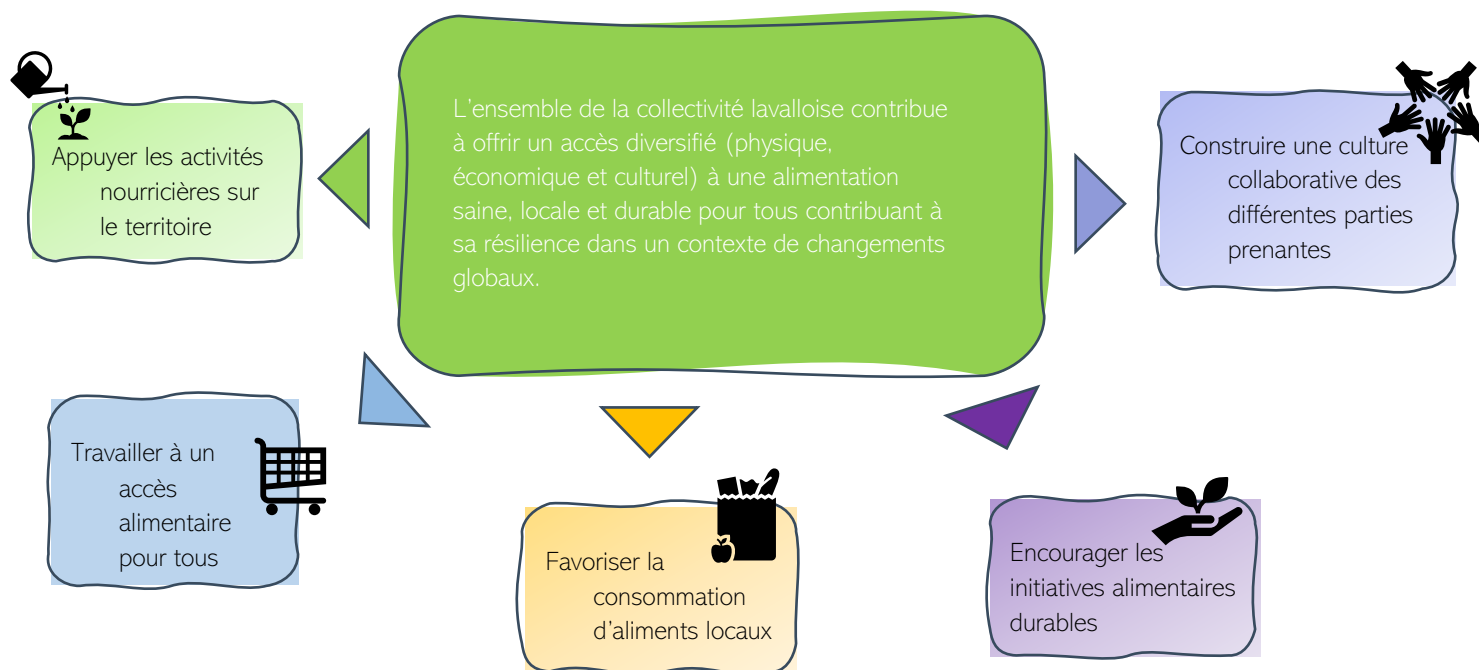 L'ensemble de la collectivité lavalloise contribue
à offrir un accès diversifié (physique,
économique et culturel) à une alimentation
saine, locale et durable pour tous contribuant à
sa résilience dans un contexte de changements
globaux.
Appuyer les activités
nourricières sur
le territoire
Construire une culture
collaborative des
différentes parties
prenantes
Travailler à un
accès
alimentaire
pour tous
Favoriser la
consommation
d'aliments locaux
Encourager les
initiatives alimentaires
durables